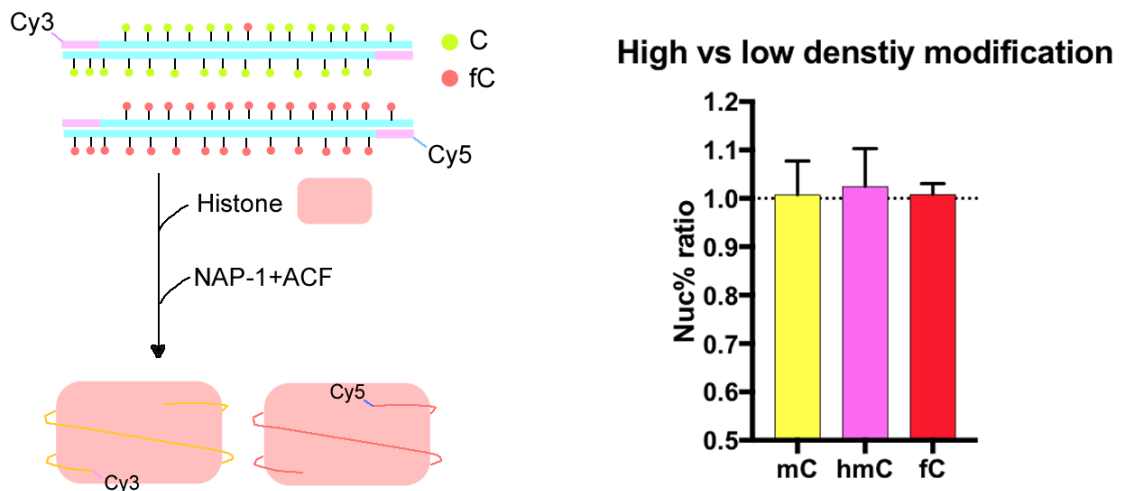 Cy3
C
fC
Cy5
Histone
NAP-1+ACF
Cy5
Cy3
High vs low denstiy modification
Nuc% ratio
1.2
1.1
1.0
0.9
0.8
0.7
0.6
0.5
mC hmC fC